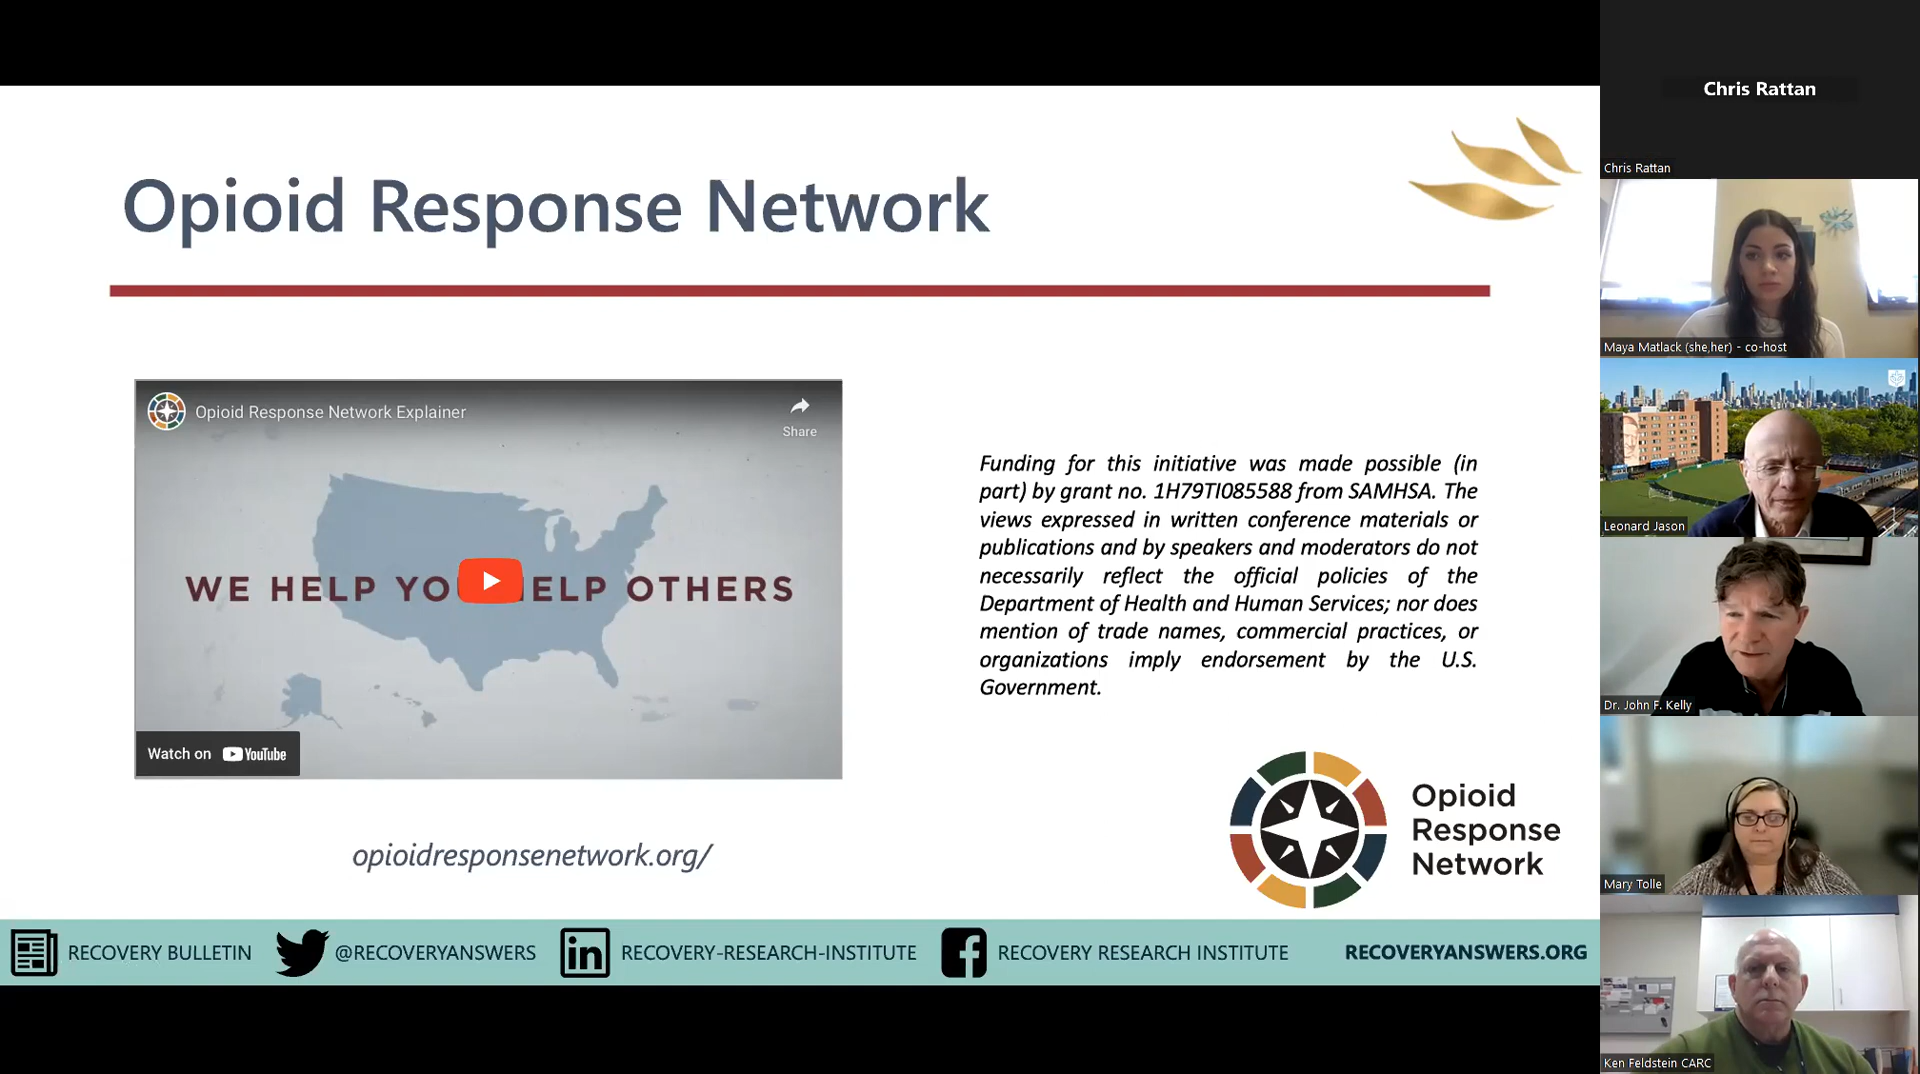 Opioid Response Network
Opioid Response Network Explainer
Share
WE HELP YO ELP OTHERS
Watch on YouTube
opioidresponsenetwork.org/
Funding for this initiative was made possible (in
part) by grant no. 1H79TI085588 from SAMHSA. The
views expressed in written conference materials or
publications and by speakers and moderators do not
necessarily reflect the official policies of the
Department of Health and Human Services; nor does
mention of trade names, commercial practices, or
organizations imply endorsement by the U.S.
Government.
Opioid
Response
Network
RECOVERY BULLETIN
@RECOVERYANSWERS
in
RECOVERY-RESEARCH-INSTITUTE
RECOVERY RESEARCH INSTITUTE
RECOVERYANSWERS.ORG
Chris Rattan
Chris Rattan
Maya Matlack (she,her) - co-host
Leonard Jason
Dr. John F. Kelly
Mary Tolle
Ken Feldstein CARC